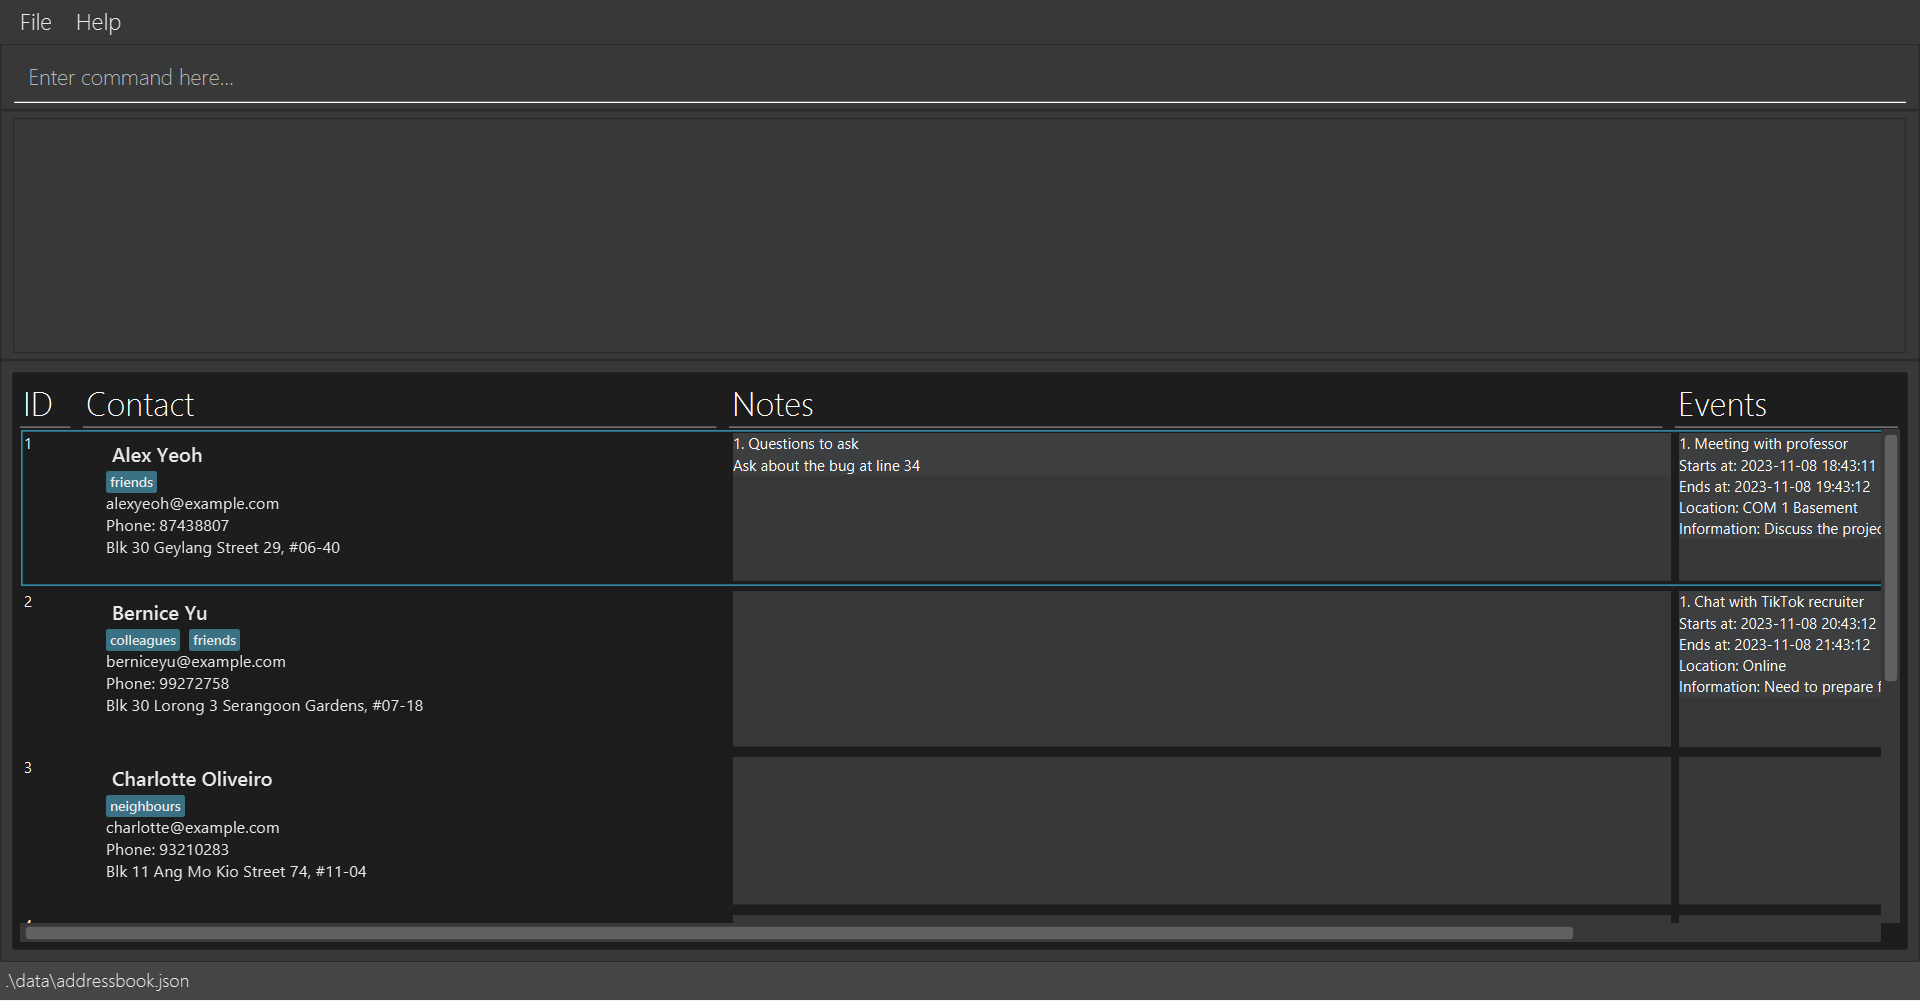 File Help
Enter command here...
ID Contact Notes Events
1
Alex Yeoh
friends
alexyeoh@example.com
Phone: 87438807
Blk 30 Geylang Street 29, #06-40
1. Questions to ask
Ask about the bug at line 34
1. Meeting with professor
Starts at: 2023-11-08 18:43:11
Ends at: 2023-11-08 19:43:12
Location: COM 1 Basement
Information: Discuss the projec
2
Bernice Yu
colleagues friends
berniceyu@example.com
Phone: 99272758
Blk 30 Lorong 3 Serangoon Gardens, #07-18
1. Chat with TikTok recruiter
Starts at: 2023-11-08 20:43:12
Ends at: 2023-11-08 21:43:12
Location: Online
Information: Need to prepare f
3
Charlotte Oliveiro
neighbours
charlotte@example.com
Phone: 93210283
Blk 11 Ang Mo Kio Street 74, #11-04
.\data\addressbook.json